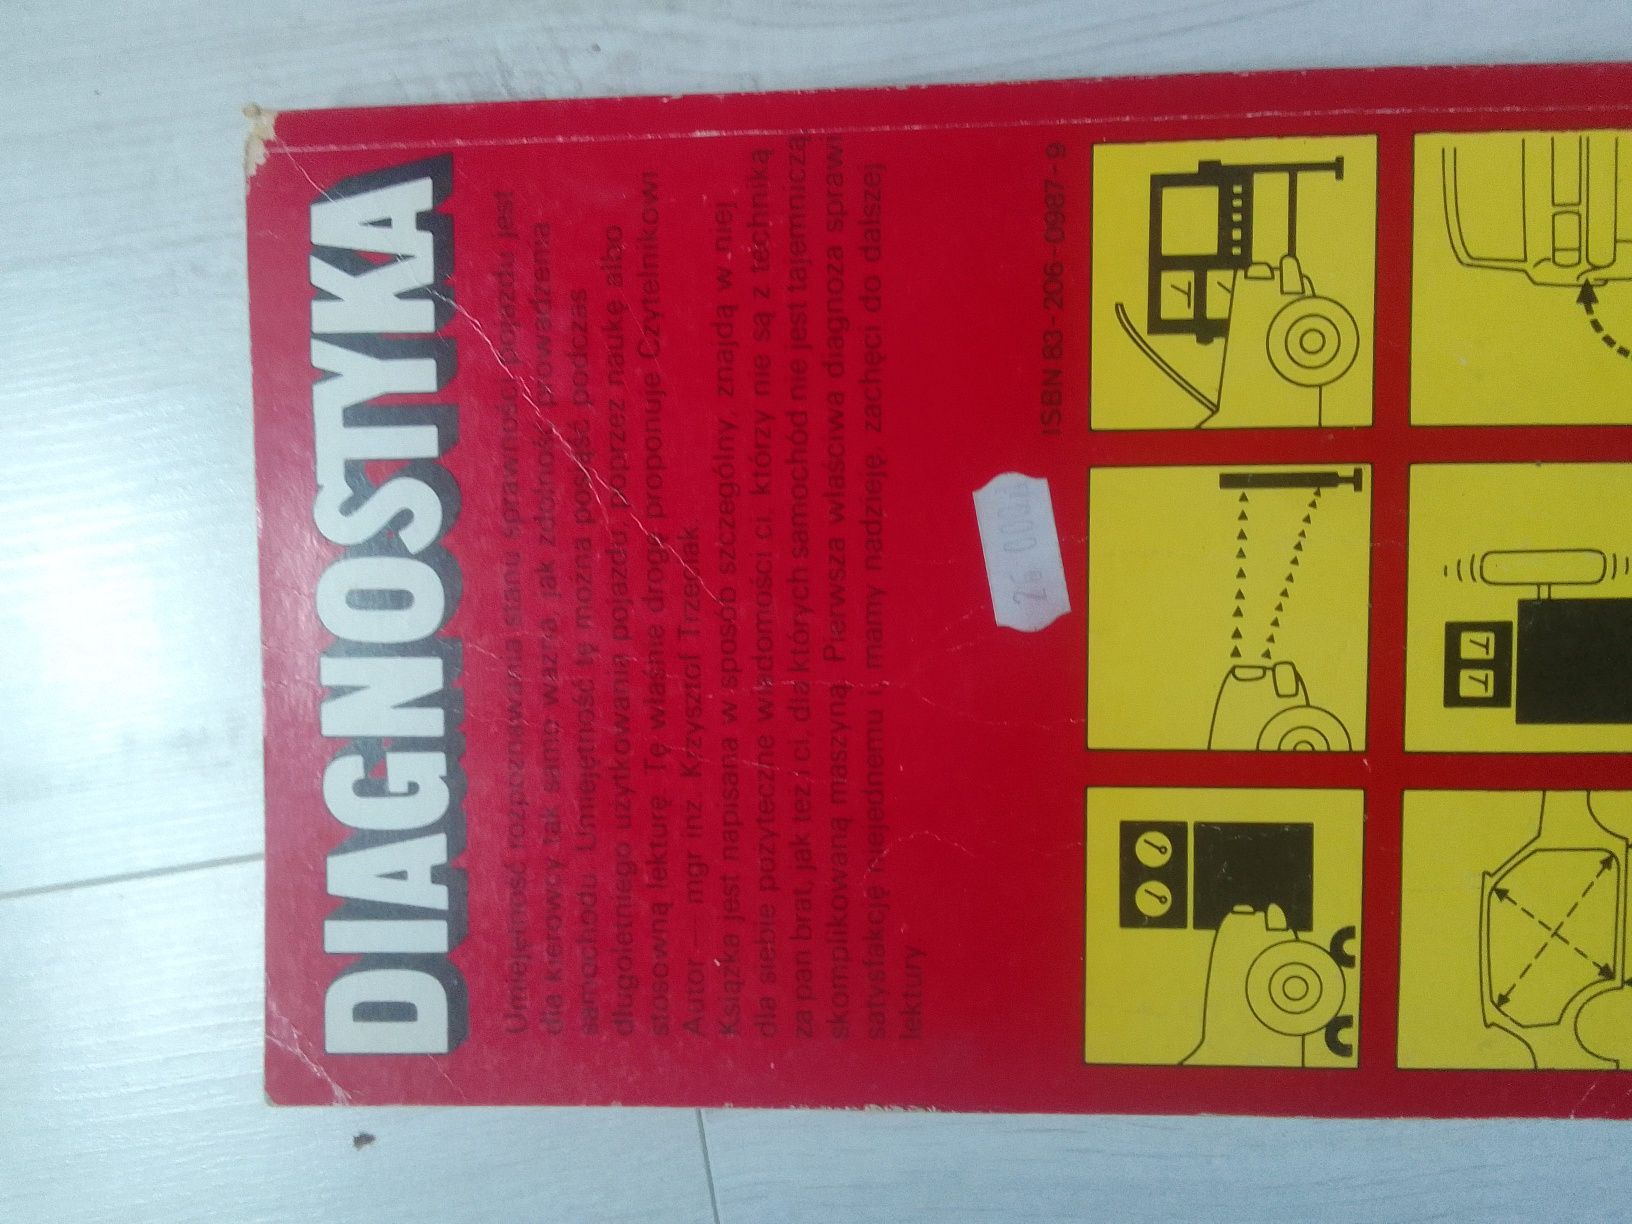 DIAGNOSTYKA
Umiejętność rozpoznawania stanu sprawności pojazdu jest
dla kierowcy tak samo ważna, jak zdolność prowadzenia
samochodu. Umiejętność tę można posiąść podczas
długoletniego użytkowania pojazdu, poprzez naukę albo
stosowną lekturę. Tę właśnie drogę proponuje Czytelnikowi
Autor — mgr inż. Krzysztof Trzeciak.
Książka jest napisana w sposób szczególny, znajdą w niej
dla siebie pożyteczne wiadomości ci, którzy nie są z techniką
za pan brat, jak też i ci, dla których samochód nie jest tajemniczą,
skomplikowaną maszyną. Pierwsza właściwa diagnoza sprawi
satysfakcję niejednemu i, mamy nadzieję, zachęci do dalszej
lektury
ISBN 83-206-0987-9